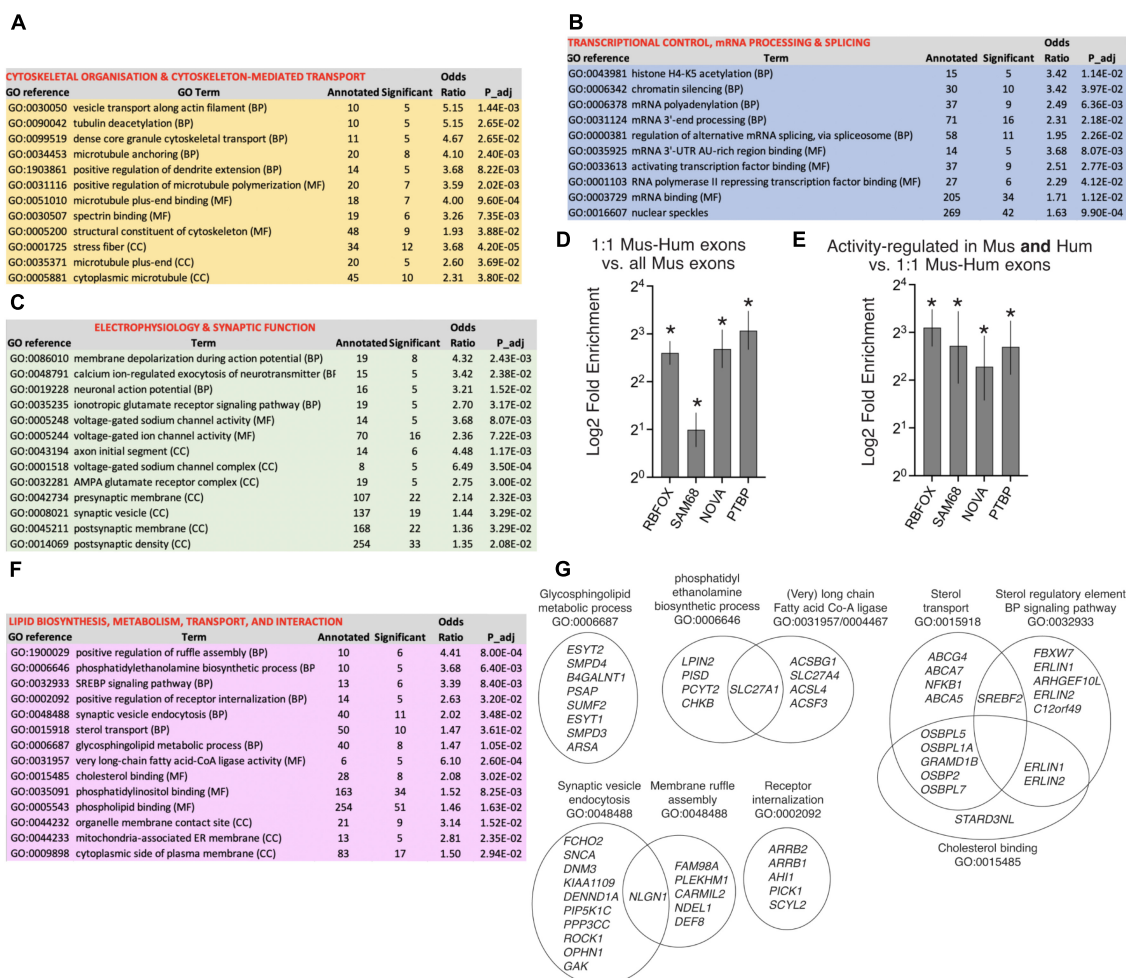 A
CYTOSKELETAL ORGANISATION & CYTOSKELETON-MEDIATED TRANSPORT Odds
GO reference GO Term Annotated Significant Ratio P_adj
GO:0030050 vesicle transport along actin filament (BP) 10 5 5.15 1.44E-03
GO:0090042 tubulin deacetylation (BP) 10 5 5.15 2.65E-02
GO:0099519 dense core granule cytoskeletal transport (BP) 11 5 4.67 2.65E-02
GO:0034453 microtubule anchoring (BP) 20 8 4.10 2.40E-03
GO:1903861 positive regulation of dendrite extension (BP) 14 5 3.68 8.22E-03
GO:0031116 positive regulation of microtubule polymerization (MF) 20 7 3.59 2.02E-03
GO:0051010 microtubule plus-end binding (MF) 18 7 4.00 9.60E-04
GO:0030507 spectrin binding (MF) 19 6 3.26 7.35E-03
GO:0005200 structural constituent of cytoskeleton (MF) 48 9 1.93 3.88E-02
GO:0001725 stress fiber (CC) 34 12 3.68 4.20E-05
GO:0035371 microtubule plus-end (CC) 20 5 2.60 3.69E-02
GO:0005881 cytoplasmic microtubule (CC) 45 10 2.31 3.80E-02
B
TRANSCRIPTIONAL CONTROL, mRNA PROCESSING & SPLICING Odds
GO reference Term Annotated Significant Ratio P_adj
GO:0043981 histone H4-K5 acetylation (BP) 15 5 3.42 1.14E-02
GO:0006342 chromatin silencing (BP) 30 10 3.42 3.97E-02
GO:0006378 mRNA polyadenylation (BP) 37 9 2.49 6.36E-03
GO:0031124 mRNA 3'-end processing (BP) 71 16 2.31 2.18E-02
GO:0000381 regulation of alternative mRNA splicing, via spliceosome (BP) 58 11 1.95 2.26E-02
GO:0035925 mRNA 3'-UTR AU-rich region binding (MF) 14 5 3.68 8.07E-03
GO:0033613 activating transcription factor binding (MF) 37 9 2.51 2.77E-03
GO:0001103 RNA polymerase II repressing transcription factor binding (MF) 27 6 2.29 4.12E-02
GO:0003729 mRNA binding (MF) 205 34 1.71 1.12E-02
GO:0016607 nuclear speckles 269 42 1.63 9.90E-04
C
ELECTROPHYSIOLOGY & SYNAPTIC FUNCTION Odds
GO reference Term Annotated Significant Ratio P_adj
GO:0086010 membrane depolarization during action potential (BP) 19 8 4.32 2.43E-03
GO:0048791 calcium ion-regulated exocytosis of neurotransmitter (BF 15 5 3.42 2.38E-02
GO:0019228 neuronal action potential (BP) 16 5 3.21 1.52E-02
GO:0035235 ionotropic glutamate receptor signaling pathway (BP) 19 5 2.70 3.17E-02
GO:0005248 voltage-gated sodium channel activity (MF) 14 5 3.68 8.07E-03
GO:0005244 voltage-gated ion channel activity (MF) 70 16 2.36 7.22E-03
GO:0043194 axon initial segment (CC) 14 6 4.48 1.17E-03
GO:0001518 voltage-gated sodium channel complex (CC) 8 5 6.49 3.50E-04
GO:0032281 AMPA glutamate receptor complex (CC) 19 5 2.75 3.00E-02
GO:0042734 presynaptic membrane (CC) 107 22 2.14 2.32E-03
GO:0008021 synaptic vesicle (CC) 137 19 1.44 3.29E-02
GO:0045211 postsynaptic membrane (CC) 168 22 1.36 3.29E-02
GO:0014069 postsynaptic density (CC) 254 33 1.35 2.08E-02
D
1:1 Mus-Hum exons
vs. all Mus exons
Log2 Fold Enrichment
2^4
2^3
2^2
2^1
2^0
* * * *
RBFOX
SAM68
NOVA
PTBP
E
Activity-regulated in Mus and Hum
vs. 1:1 Mus-Hum exons
Log2 Fold Enrichment
2^4
2^3
2^2
2^1
2^0
* * * *
RBFOX
SAM68
NOVA
PTBP
F
LIPID BIOSYNTHESIS, METABOLISM, TRANSPORT, AND INTERACTION Odds
GO reference Term Annotated Significant Ratio P_adj
GO:1900029 positive regulation of ruffle assembly (BP) 10 6 4.41 8.00E-04
GO:0006646 phosphatidylethanolamine biosynthetic process (BP 10 5 3.68 6.40E-03
GO:0032933 SREBP signaling pathway (BP) 13 6 3.39 8.40E-03
GO:0002092 positive regulation of receptor internalization (BP) 14 5 2.63 3.20E-02
GO:0048488 synaptic vesicle endocytosis (BP) 40 11 2.02 3.48E-02
GO:0015918 sterol transport (BP) 50 10 1.47 3.61E-02
GO:0006687 glycosphingolipid metabolic process (BP) 40 8 1.47 1.05E-02
GO:0031957 very long-chain fatty acid-CoA ligase activity (MF) 6 5 6.10 2.60E-04
GO:0015485 cholesterol binding (MF) 28 8 2.08 3.02E-02
GO:0035091 phosphatidylinositol binding (MF) 163 34 1.52 8.25E-03
GO:0005543 phospholipid binding (MF) 254 51 1.46 1.63E-02
GO:0044232 organelle membrane contact site (CC) 21 9 3.14 1.52E-02
GO:0044233 mitochondria-associated ER membrane (CC) 13 5 2.81 2.35E-02
GO:0009898 cytoplasmic side of plasma membrane (CC) 83 17 1.50 2.94E-02
G
Glycosphingolipid
metabolic process
GO:0006687
ESYT2
SMPD4
B4GALNT1
PSAP
SUMF2
ESYT1
SMPD3
ARSA
phosphatidyl
ethanolamine
biosynthetic process
GO:0006646
LPIN2
PISD
PCYT2
CHKB
SLC27A1
(Very) long chain
Fatty acid Co-A ligase
GO:0031957/0004467
ACSBG1
SLC27A4
ACSL4
ACSF3
Sterol
transport
GO:0015918
ABCG4
ABCA7
NFKB1
ABCA5
SREBF2
Sterol regulatory element
BP signaling pathway
GO:0032933
FBXW7
ERLIN1
ARHGEF10L
ERLIN2
C12orf49
OSBPL5
OSBPL1A
GRAMD1B
OSBP2
OSBPL7
ERLIN1
ERLIN2
STARD3NL
Cholesterol binding
GO:0015485
Synaptic vesicle
endocytosis
GO:0048488
FCHO2
SNCA
DNM3
KIAA1109
DENND1A
PIP5K1C
PPP3CC
ROCK1
OPHN1
GAK
NLGN1
Membrane ruffle
assembly
GO:0048488
FAM98A
PLEKHM1
CARMIL2
NDEL1
DEF8
Receptor
internalization
GO:0002092
ARRB2
ARRB1
AHI1
PICK1
SCYL2